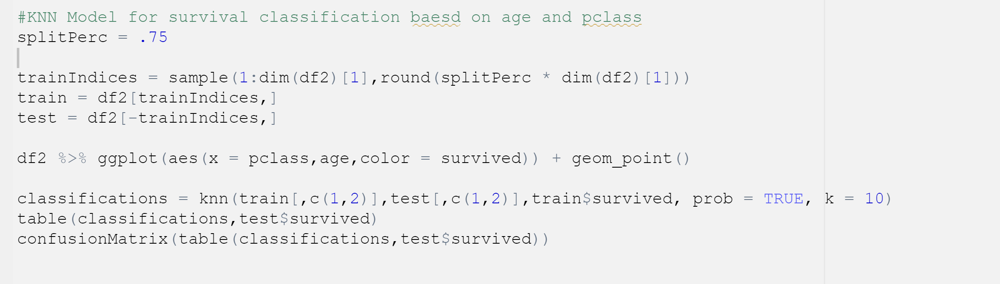 #KNN Model for survival classification baesd on age and pclass
splitPerc = .75
trainIndices = sample(1:dim(df2)[1],round(splitPerc * dim(df2)[1]))
train = df2[trainIndices,]
test = df2[-trainIndices,]
df2 %>% ggplot(aes(x = pclass,age,color = survived)) + geom_point()
classifications = knn(train[,c(1,2)],test[,c(1,2)],train$survived, prob = TRUE, k = 10)
table(classifications,test$survived)
confusionMatrix(table(classifications,test$survived))